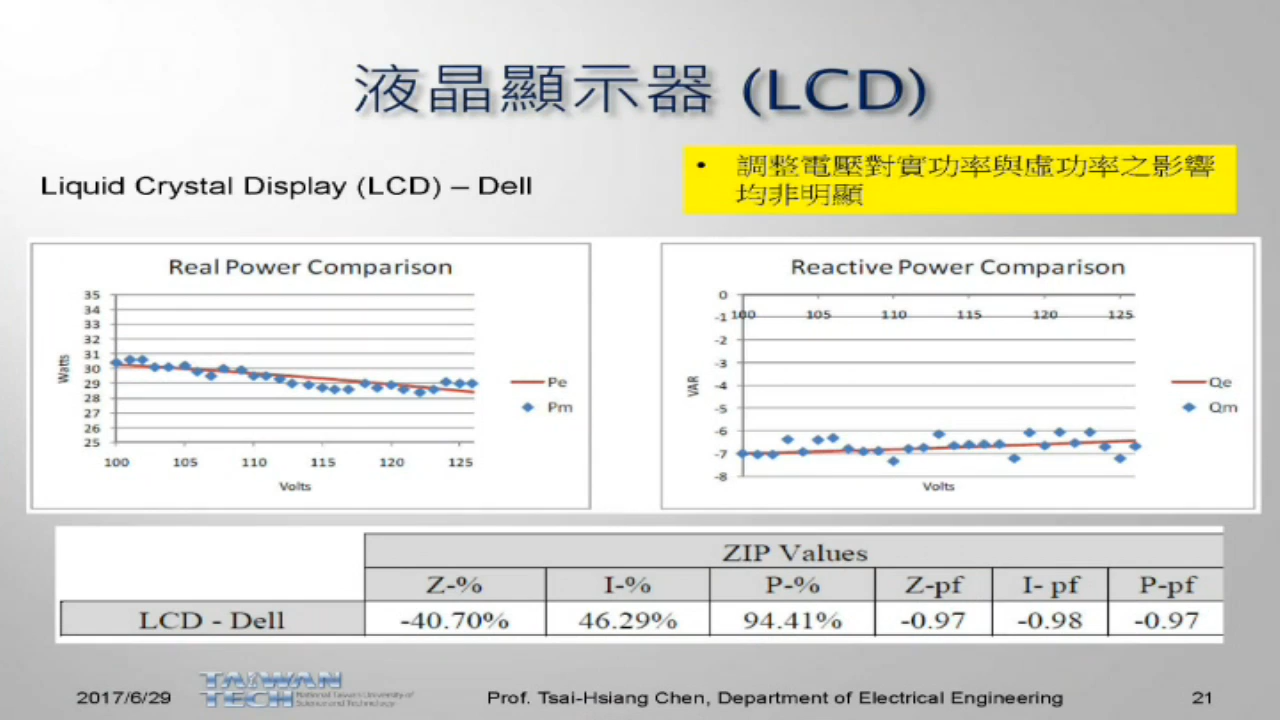 液晶顯示器 (LCD)
Liquid Crystal Display (LCD) – Dell
• 調整電壓對實功率與虛功率之影響
均非明顯
Real Power Comparison
35
34
33
32
31
30
29
28
27
26
25
Watts
100 105 110 115 120 125
Volts
Pe
Pm
Reactive Power Comparison
0
-1
-2
-3
-4
-5
-6
-7
-8
VAR
100 105 110 115 120 125
Volts
Qe
Qm
ZIP Values
Z-% I-% P-% Z-pf I- pf P-pf
LCD - Dell -40.70% 46.29% 94.41% -0.97 -0.98 -0.97
2017/6/29
TAIWAN
TECH
National Taiwan University of
Science and Technology
Prof. Tsai-Hsiang Chen, Department of Electrical Engineering
21